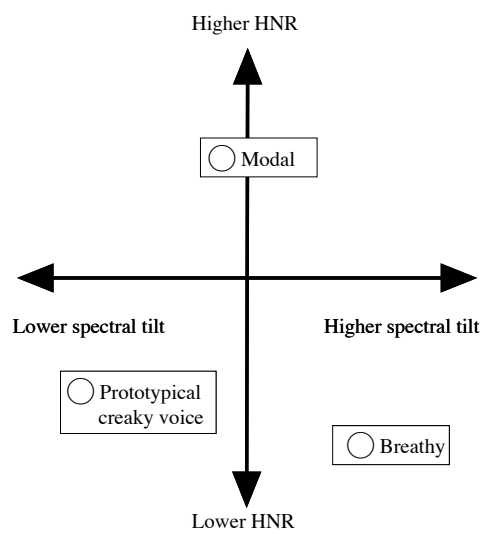 Higher HNR
Modal
Lower spectral tilt
Higher spectral tilt
Prototypical
creaky voice
Breathy
Lower HNR